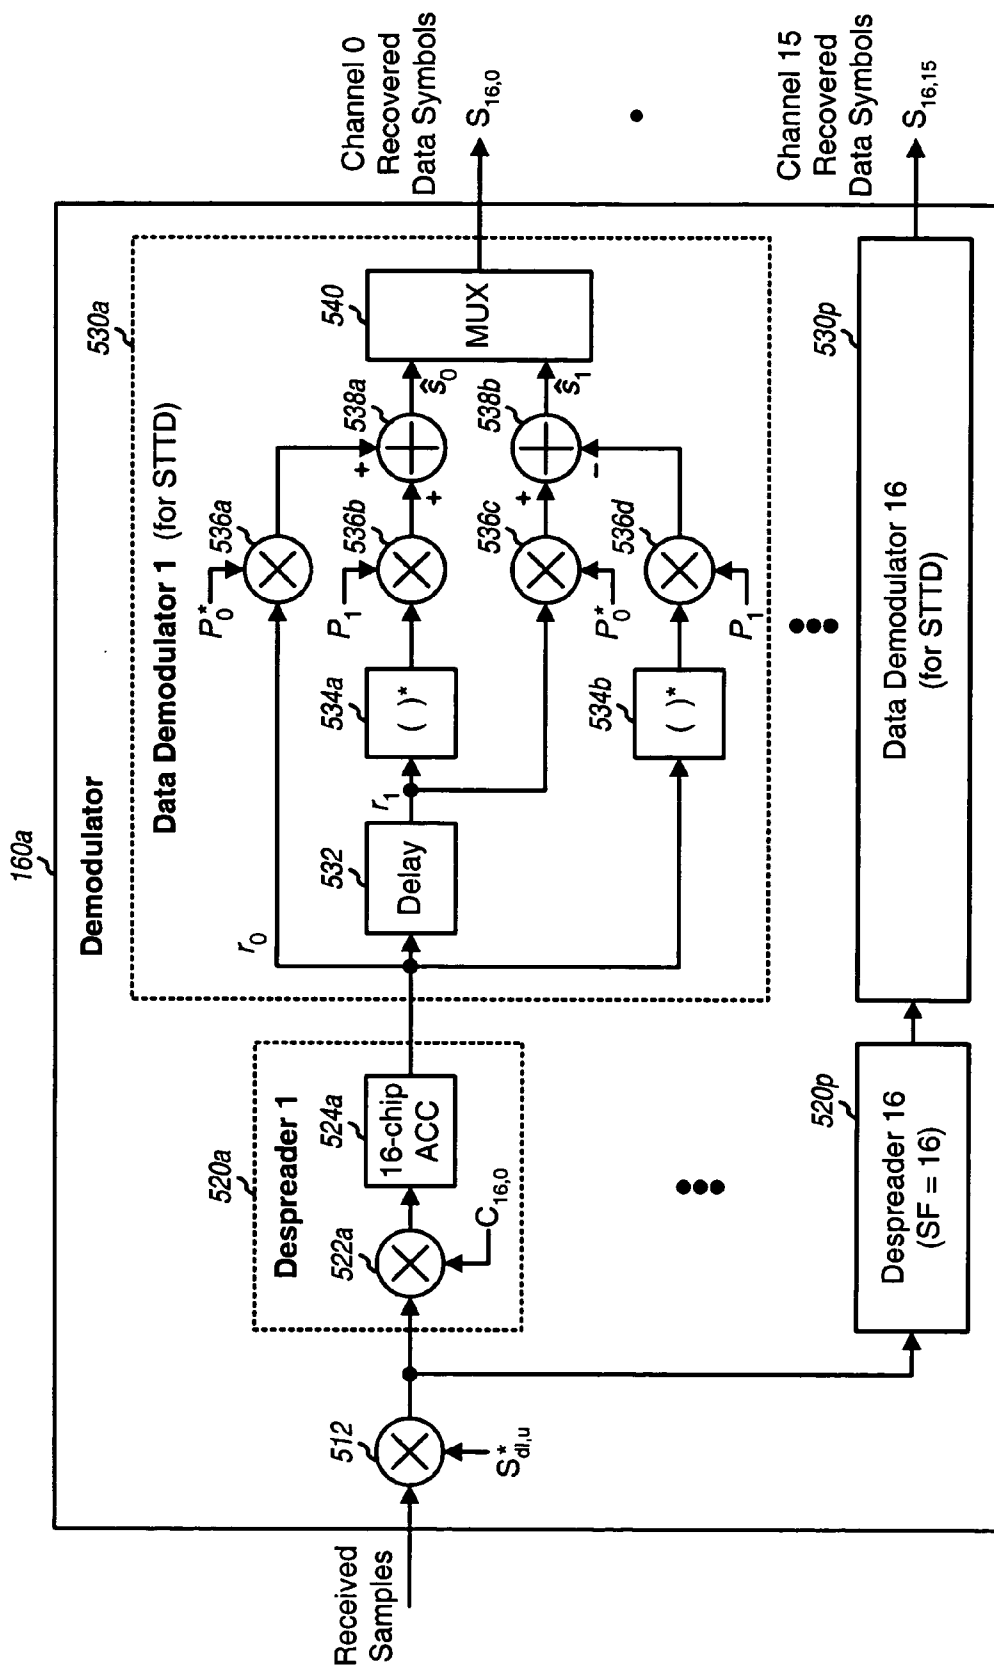 160a
Demodulator
530a
Data Demodulator 1 (for STTD)
Received
Samples
512
S*dl,u
520a
Despreader 1
522a
C16,0
524a
16-chip
ACC
r0
532
Delay
r1
534a
( )*
534b
( )*
P0*
536a
P1
536b
536c
P0*
536d
P1
+
+
538a
ŝ0
+
-
538b
ŝ1
540
MUX
Channel 0
Recovered
Data Symbols
S16,0
520p
Despreader 16
(SF = 16)
530p
Data Demodulator 16
(for STTD)
Channel 15
Recovered
Data Symbols
S16,15